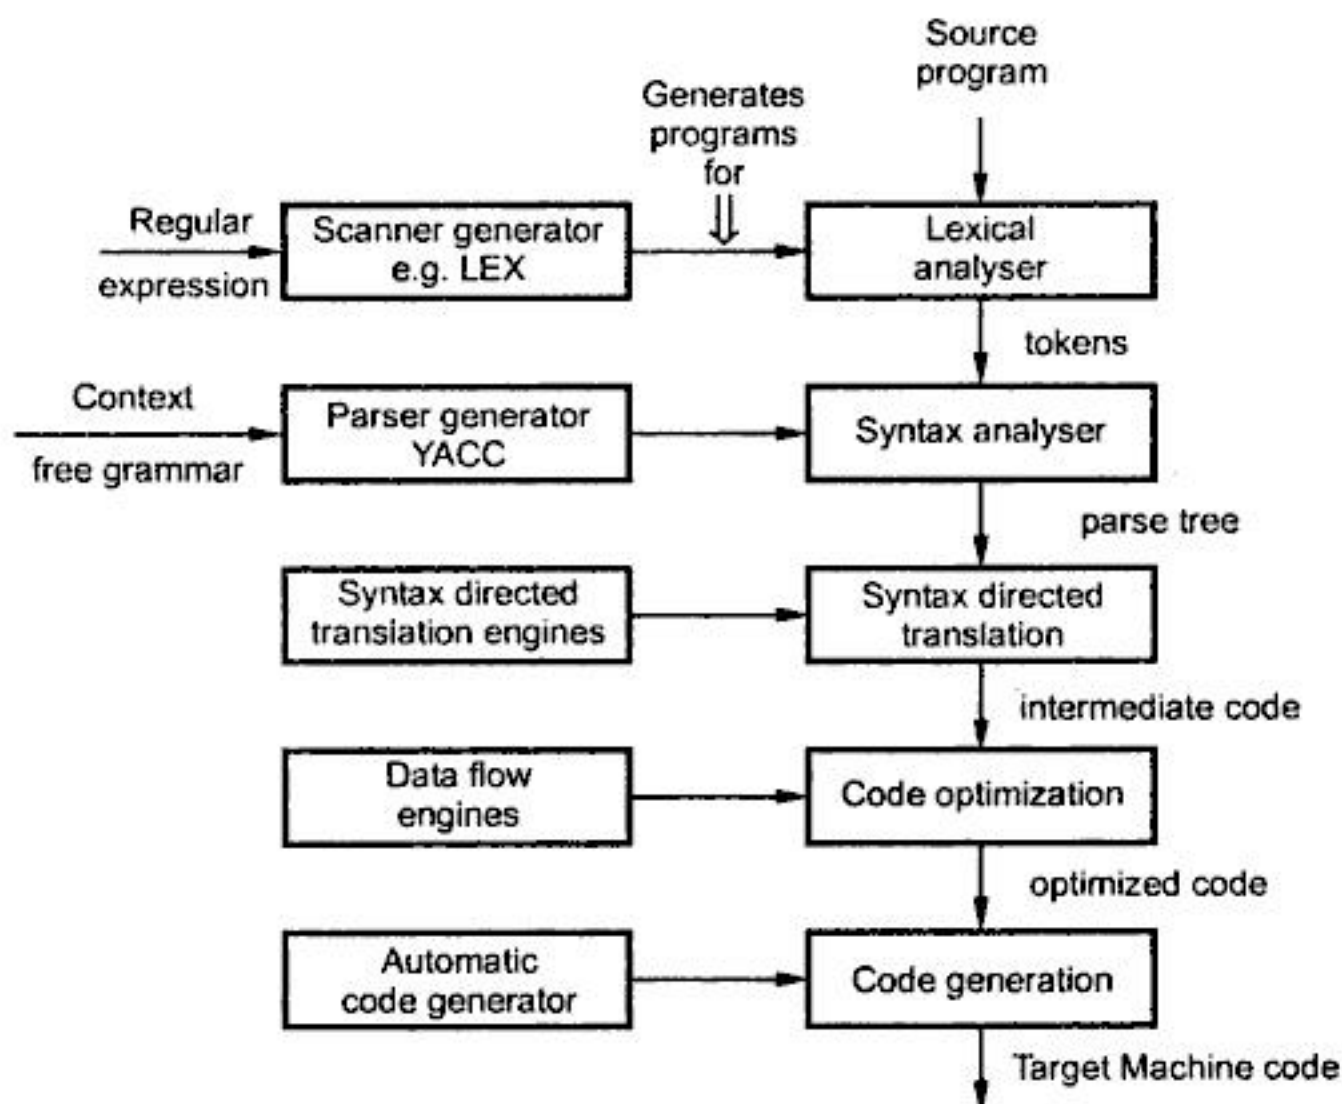 Source
program
Generates
programs
for
Regular
expression
Scanner generator
e.g. LEX
Lexical
analyser
tokens
Context
free grammar
Parser generator
YACC
Syntax analyser
parse tree
Syntax directed
translation engines
Syntax directed
translation
intermediate code
Data flow
engines
Code optimization
optimized code
Automatic
code generator
Code generation
Target Machine code